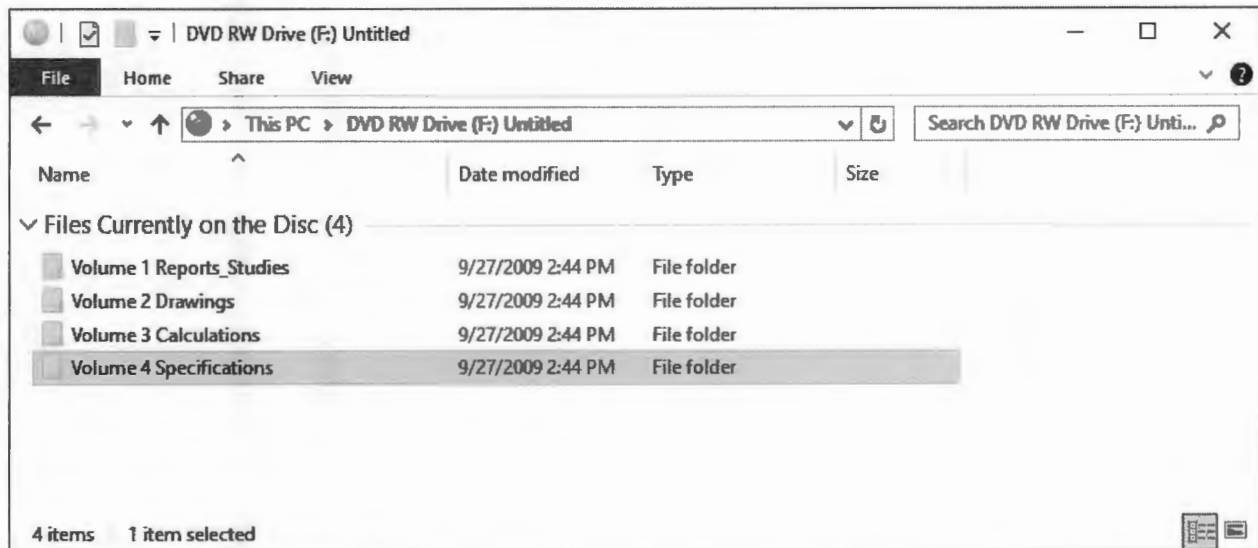 DVD RW Drive (F:) Untitled
File Home Share View
This PC > DVD RW Drive (F:) Untitled Search DVD RW Drive (F:) Unti...
Name Date modified Type Size
Files Currently on the Disc (4)
Volume 1 Reports_Studies 9/27/2009 2:44 PM File folder
Volume 2 Drawings 9/27/2009 2:44 PM File folder
Volume 3 Calculations 9/27/2009 2:44 PM File folder
Volume 4 Specifications 9/27/2009 2:44 PM File folder
4 items 1 item selected